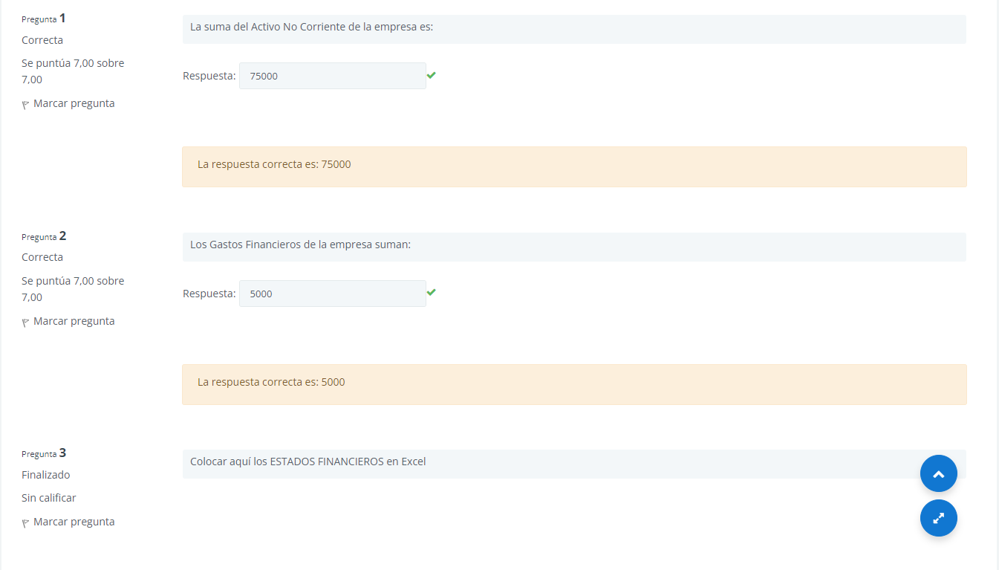 Pregunta 1
Correcta
Se puntúa 7,00 sobre
7,00
Marcar pregunta
La suma del Activo No Corriente de la empresa es:
Respuesta: 75000
La respuesta correcta es: 75000
Pregunta 2
Correcta
Se puntúa 7,00 sobre
7,00
Marcar pregunta
Los Gastos Financieros de la empresa suman:
Respuesta: 5000
La respuesta correcta es: 5000
Pregunta 3
Finalizado
Sin calificar
Marcar pregunta
Colocar aquí los ESTADOS FINANCIEROS en Excel